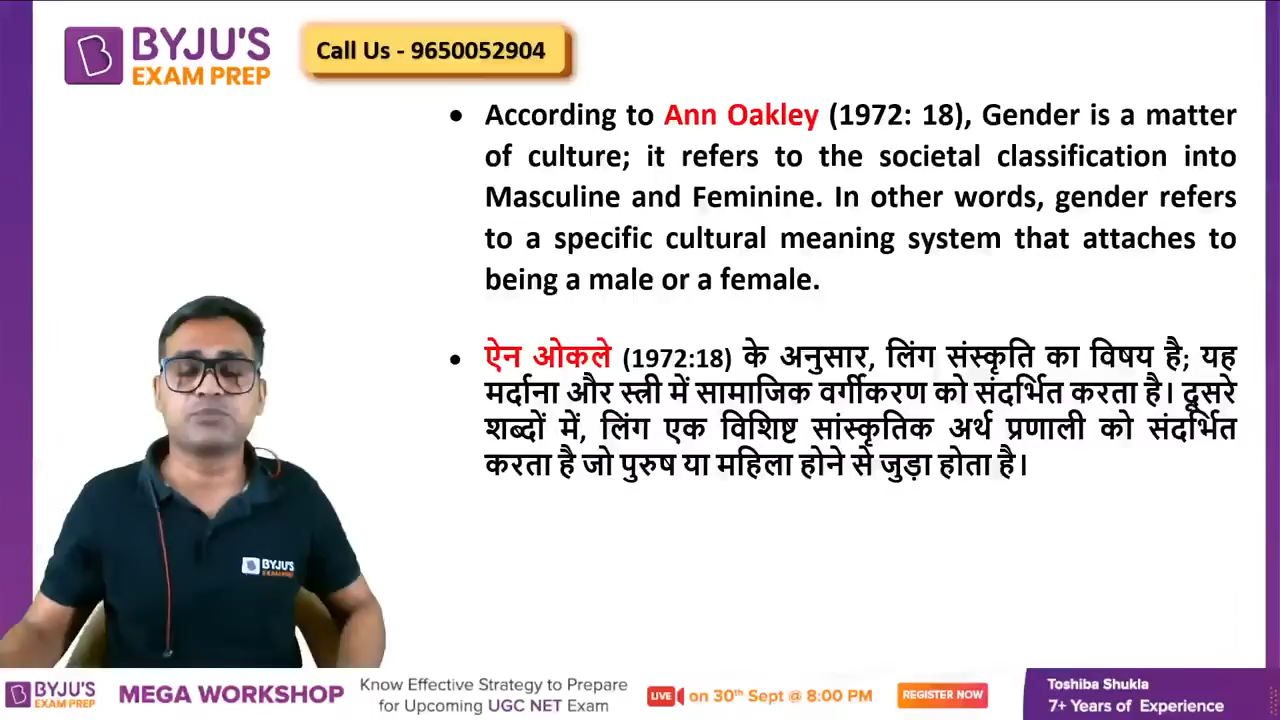 BYJU'S
EXAM PREP
Call Us - 9650052904
• According to Ann Oakley (1972: 18), Gender is a matter
of culture; it refers to the societal classification into
Masculine and Feminine. In other words, gender refers
to a specific cultural meaning system that attaches to
being a male or a female.
• ऐन ओकले (1972:18) के अनुसार, लिंग संस्कृति का विषय है; यह
मर्दाना और स्त्री में सामाजिक वर्गीकरण को संदर्भित करता है। दूसरे
शब्दों में, लिंग एक विशिष्ट सांस्कृतिक अर्थ प्रणाली को संदर्भित
करता है जो पुरुष या महिला होने से जुड़ा होता है।
BYJU'S
EXAM PREP
BYJU'S
EXAM PREP
MEGA WORKSHOP
Know Effective Strategy to Prepare
for Upcoming UGC NET Exam
LIVE on 30th Sept @ 8:00 PM
REGISTER NOW
Toshiba Shukla
7+ Years of Experience